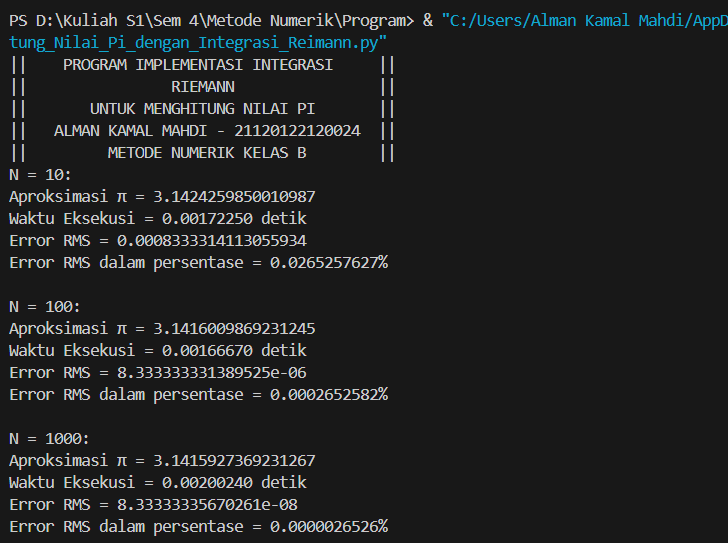 PS D:\Kuliah S1\Sem 4\Metode Numerik\Program> & "C:/Users/Alman Kamal Mahdi/AppD
tung_Nilai_Pi_dengan_Integrasi_Reimann.py"
|| PROGRAM IMPLEMENTASI INTEGRASI ||
|| RIEMANN ||
|| UNTUK MENGHITUNG NILAI PI ||
|| ALMAN KAMAL MAHDI - 21120122120024 ||
|| METODE NUMERIK KELAS B ||
N = 10:
Aproksimasi π = 3.1424259850010987
Waktu Eksekusi = 0.00172250 detik
Error RMS = 0.0008333314113055934
Error RMS dalam persentase = 0.0265257627%
N = 100:
Aproksimasi π = 3.1416009869231245
Waktu Eksekusi = 0.00166670 detik
Error RMS = 8.333333331389525e-06
Error RMS dalam persentase = 0.0002652582%
N = 1000:
Aproksimasi π = 3.1415927369231267
Waktu Eksekusi = 0.00200240 detik
Error RMS = 8.33333335670261e-08
Error RMS dalam persentase = 0.0000026526%